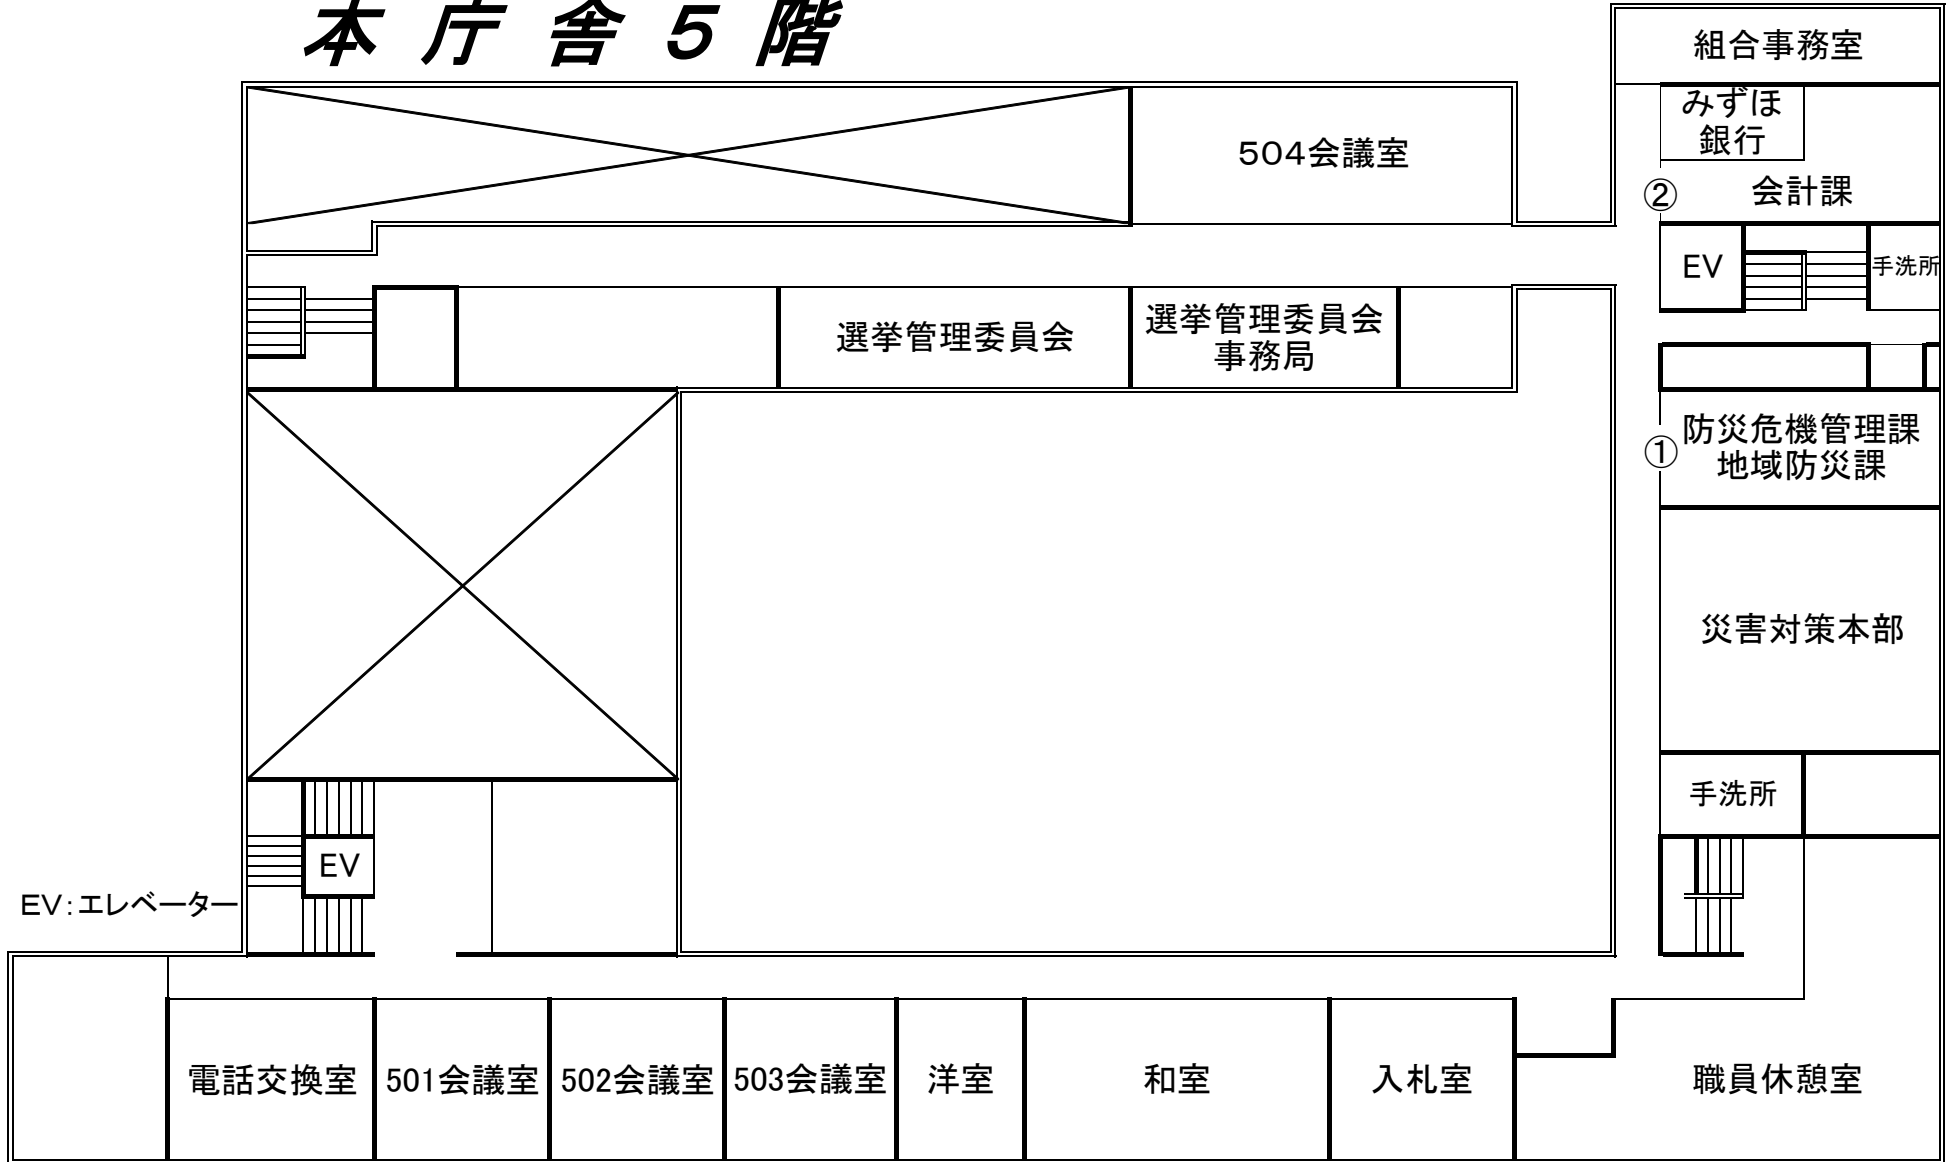 本庁舎５階
組合事務室
みずほ
銀行
５０４会議室
②
会計課
EV
手洗所
選挙管理委員会
選挙管理委員会
事務局
①
防災危機管理課
地域防災課
災害対策本部
手洗所
EV
EV：エレベーター
電話交換室
501会議室
502会議室
503会議室
洋室
和室
入札室
職員休憩室